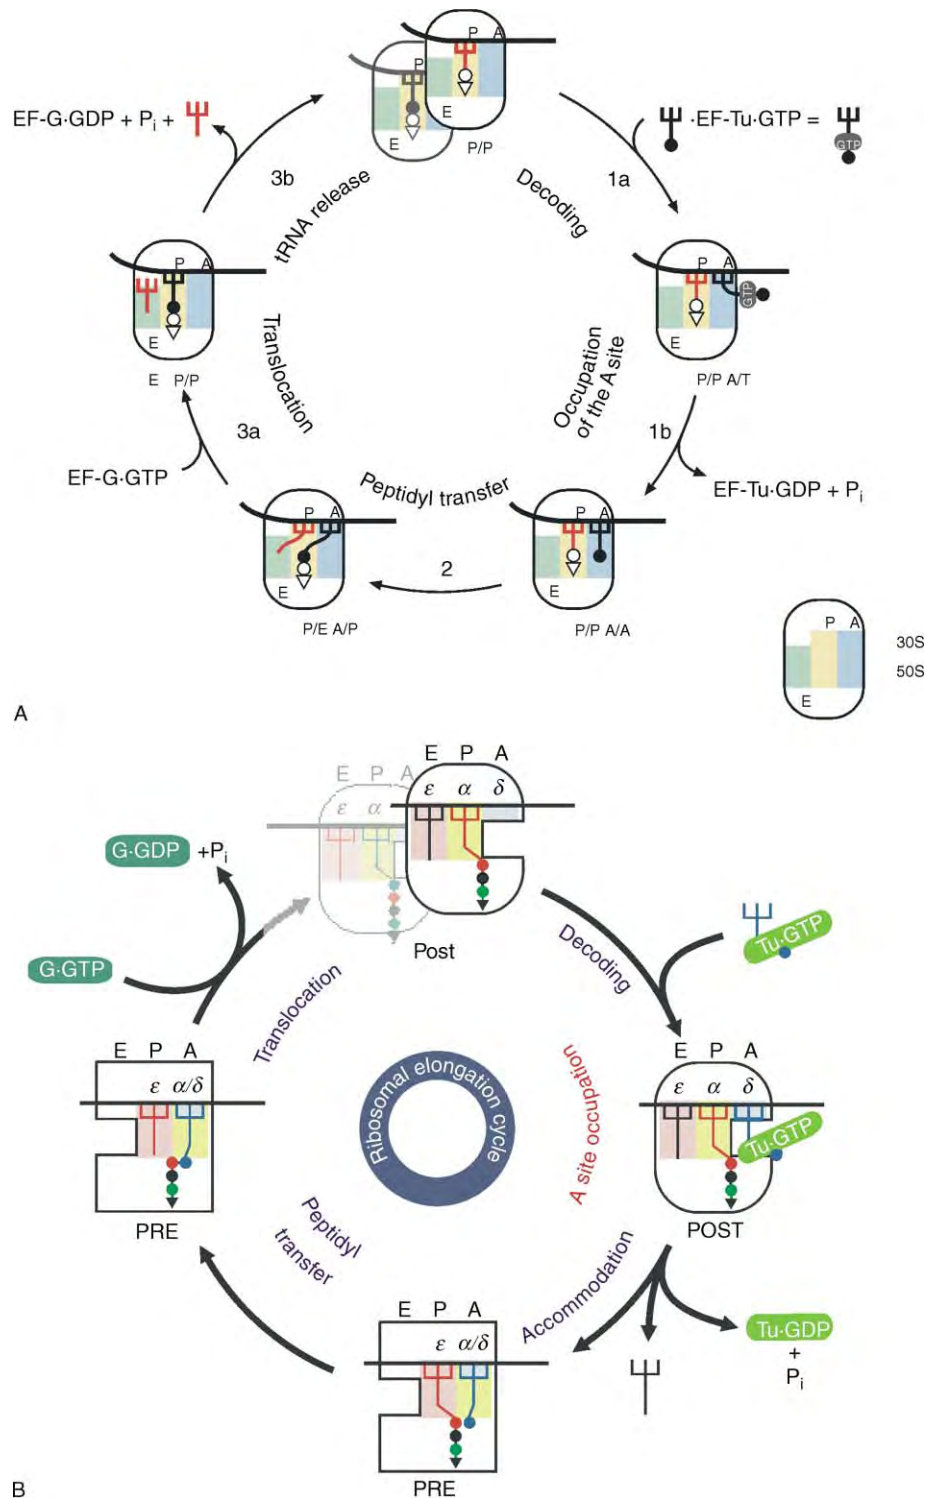 P
E
P A
E
P/P
EF-G·GDP + Pi +
·EF-Tu·GTP =
GTP
3b
1a
tRNA release
Decoding
P A
E
E P/P
P A
GTP
E
P/P A/T
Translocation
Occupation
of the A site
3a
1b
EF-G·GTP
Peptidyl transfer
EF-Tu·GDP + Pi
P A
E
P/E A/P
2
P A
E
P/P A/A
P A
E
30S
50S
A
E P A
ε α
E P A
ε α δ
Post
G·GDP +Pi
G·GTP
Tu·GTP
Decoding
Translocation
E P A
ε α/δ
PRE
Ribosomal elongation
cycle
A site occupation
E P A
ε α δ
Tu·GTP
POST
Peptidyl
transfer
Accommodation
Tu·GDP
+
Pi
E P A
ε α/δ
PRE
B